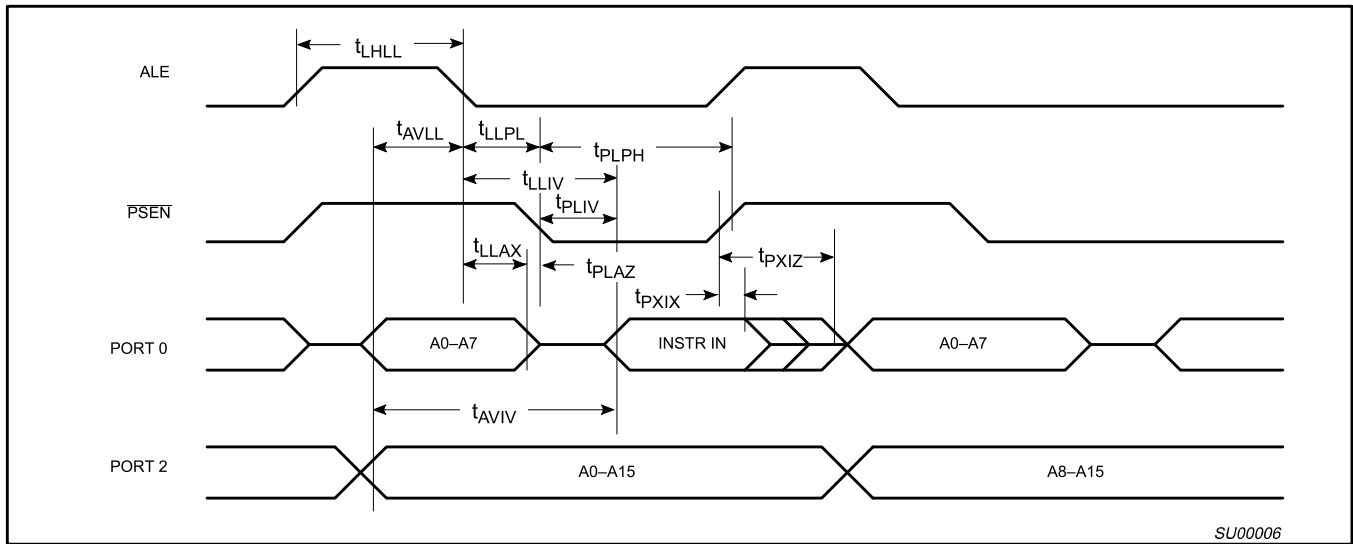 tLHLL
ALE
tAVLL
tLLPL
tPLPH
tLLIV
PSEN
tPLIV
tLLAX
tPLAZ
tPXIZ
tPXIX
PORT 0
A0–A7
INSTR IN
A0–A7
tAVIV
PORT 2
A0–A15
A8–A15
SU00006